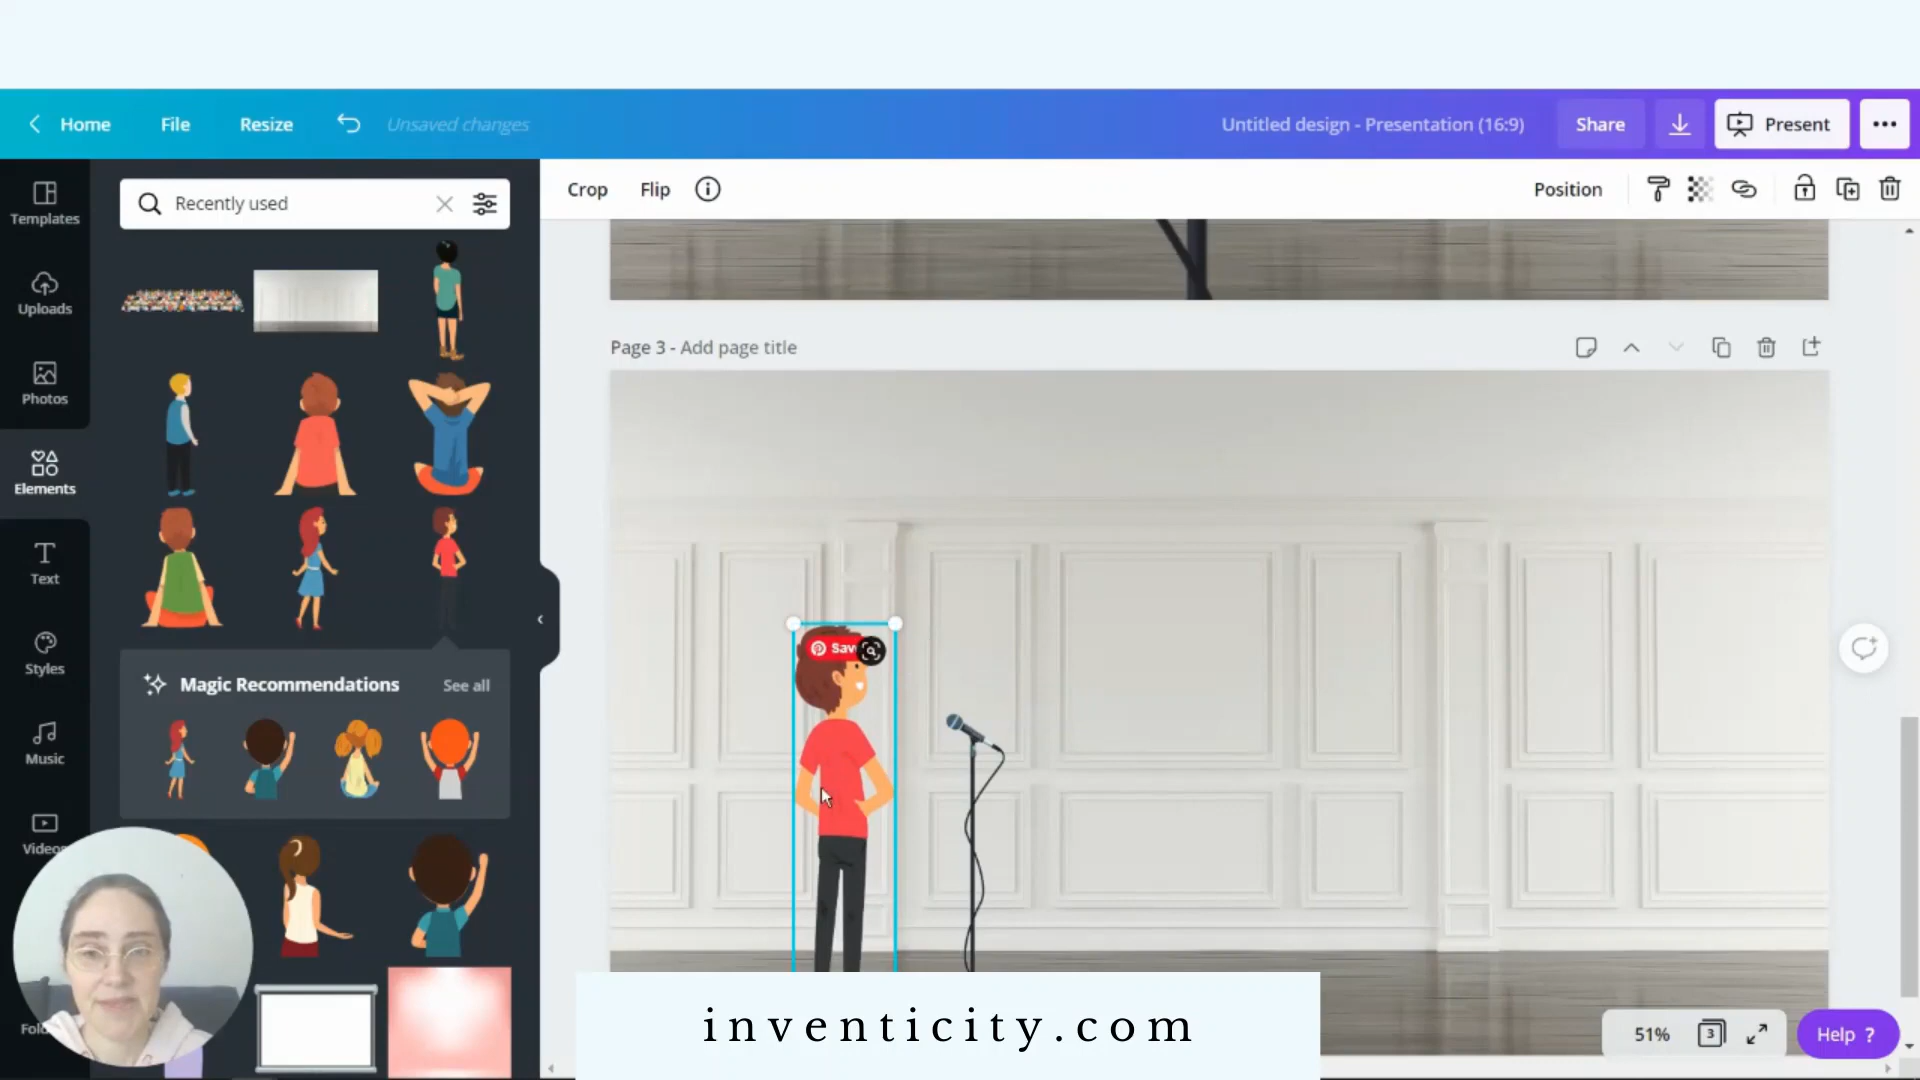 Home
File
Resize
Unsaved changes
Untitled design - Presentation (16:9)
Share
Present
Templates
Recently used
Crop
Flip
Position
Uploads
Page 3 - Add page title
Photos
Elements
Text
Styles
Save
Magic Recommendations
See all
Music
Videos
inventicity.com
51%
3
Help ?